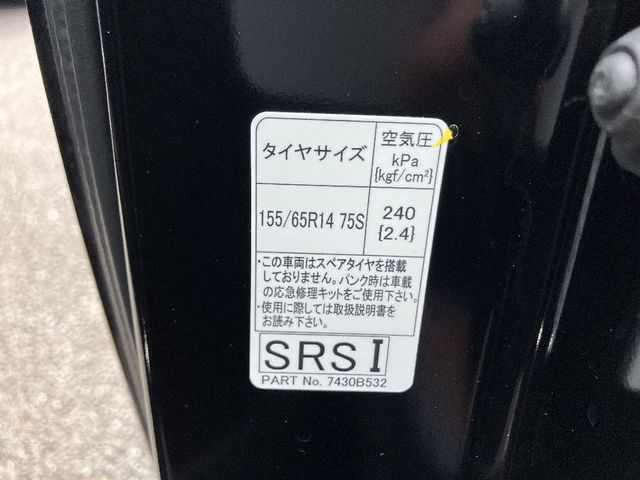 タイヤサイズ
空気圧
kPa
{kgf/cm²}
155/65R14 75S
240
{2.4}
・この車両はスペアタイヤを搭載
しておりません。パンク時は車載
の応急修理キットをご使用下さい。
・使用に際しては取扱説明書を
お読み下さい。
SRS I
PART No. 7430B532